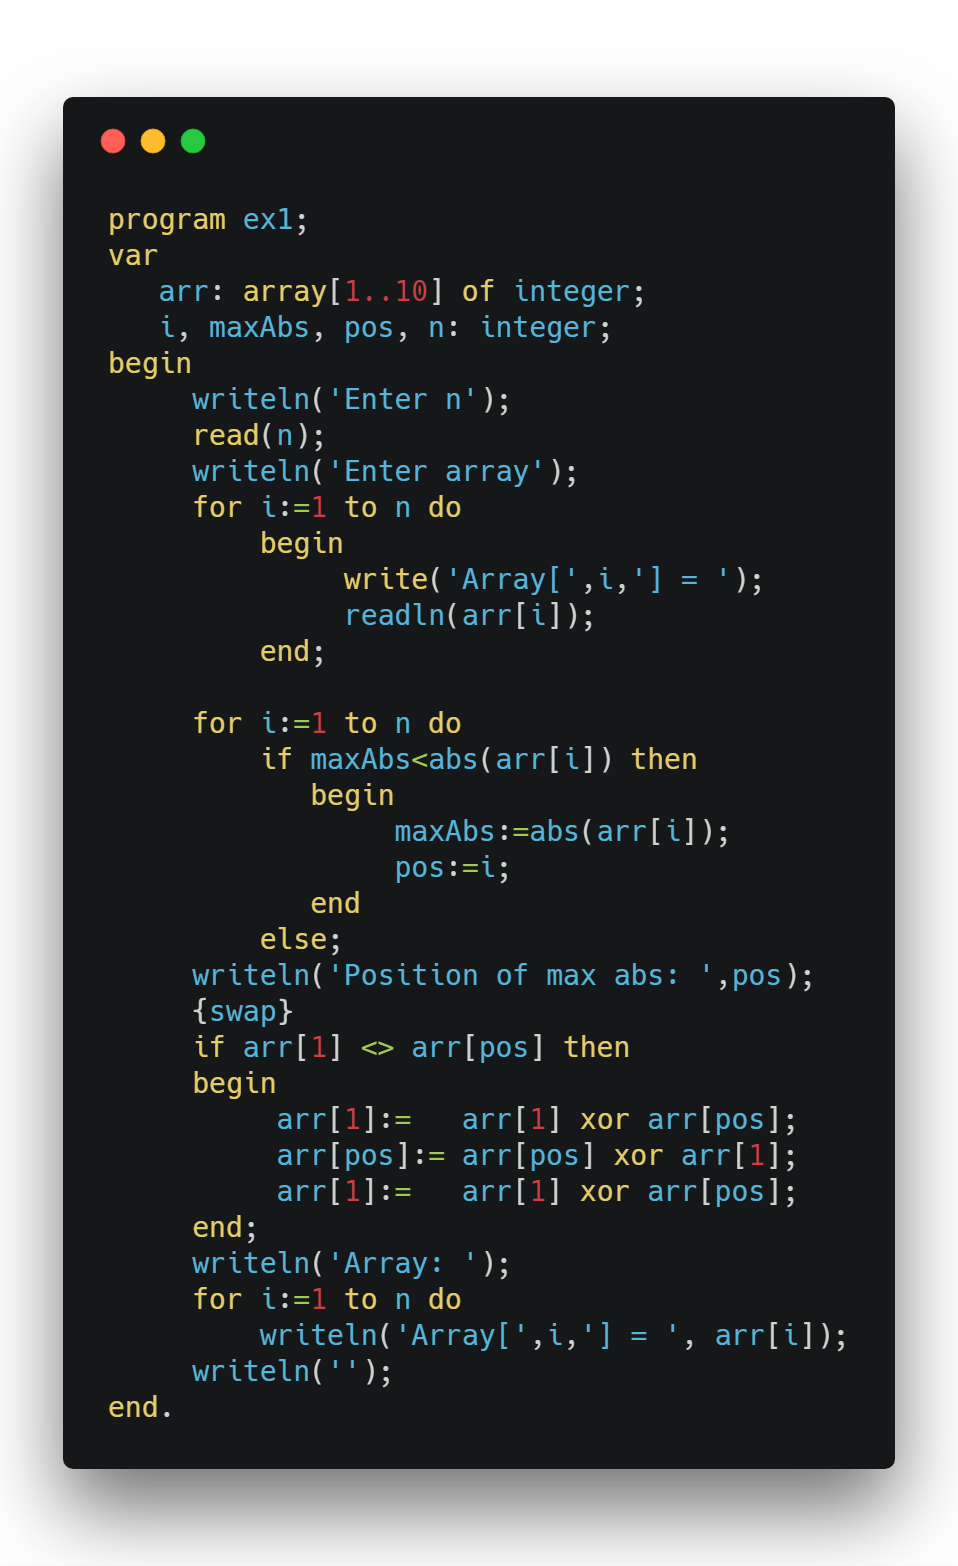 program ex1;
var
   arr: array[1..10] of integer;
   i, maxAbs, pos, n: integer;
begin
     writeln('Enter n');
     read(n);
     writeln('Enter array');
     for i:=1 to n do
         begin
              write('Array[',i,'] = ');
              readln(arr[i]);
         end;

     for i:=1 to n do
         if maxAbs<abs(arr[i]) then
            begin
                 maxAbs:=abs(arr[i]);
                 pos:=i;
            end
         else;
     writeln('Position of max abs: ',pos);
     {swap}
     if arr[1] <> arr[pos] then
     begin
          arr[1]:=   arr[1] xor arr[pos];
          arr[pos]:= arr[pos] xor arr[1];
          arr[1]:=   arr[1] xor arr[pos];
     end;
     writeln('Array: ');
     for i:=1 to n do
         writeln('Array[',i,'] = ', arr[i]);
     writeln('');
end.